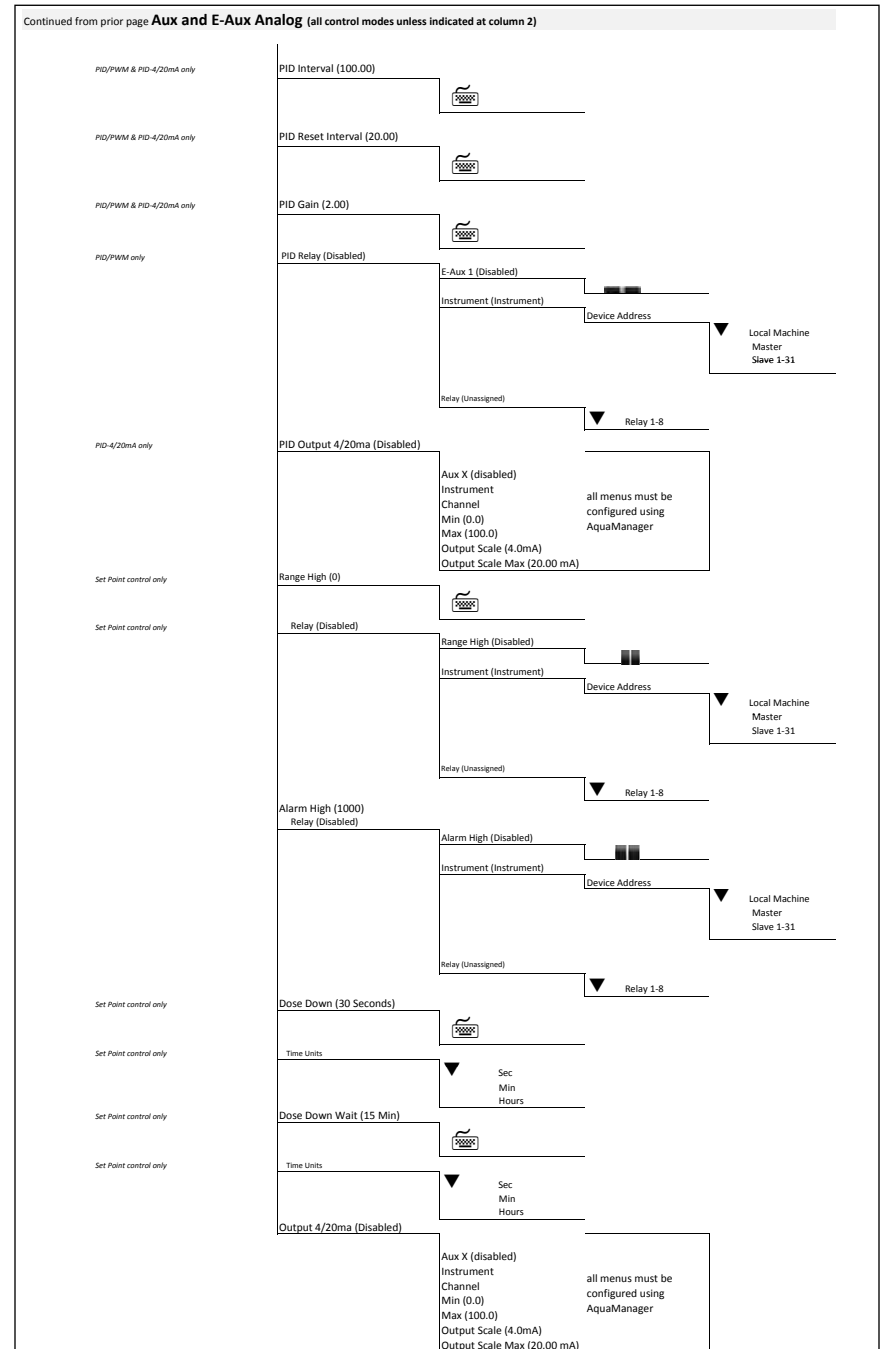 Continued from prior page Aux and E-Aux Analog (all control modes unless indicated at column 2)
PID/PWM & PID-4/20mA only
PID Interval (100.00)
PID/PWM & PID-4/20mA only
PID Reset Interval (20.00)
PID/PWM & PID-4/20mA only
PID Gain (2.00)
PID/PWM only
PID Relay (Disabled)
E-Aux 1 (Disabled)
Instrument (Instrument)
Device Address
Local Machine
Master
Slave 1-31
Relay (Unassigned)
Relay 1-8
PID-4/20mA only
PID Output 4/20ma (Disabled)
Aux X (disabled)
Instrument
Channel
Min (0.0)
Max (100.0)
Output Scale (4.0mA)
Output Scale Max (20.00 mA)
all menus must be
configured using
AquaManager
Set Point control only
Range High (0)
Set Point control only
Relay (Disabled)
Range High (Disabled)
Instrument (Instrument)
Device Address
Local Machine
Master
Slave 1-31
Relay (Unassigned)
Relay 1-8
Alarm High (1000)
Relay (Disabled)
Alarm High (Disabled)
Instrument (Instrument)
Device Address
Local Machine
Master
Slave 1-31
Relay (Unassigned)
Relay 1-8
Set Point control only
Dose Down (30 Seconds)
Set Point control only
Time Units
Sec
Min
Hours
Set Point control only
Dose Down Wait (15 Min)
Set Point control only
Time Units
Sec
Min
Hours
Output 4/20ma (Disabled)
Aux X (disabled)
Instrument
Channel
Min (0.0)
Max (100.0)
Output Scale (4.0mA)
Output Scale Max (20.00 mA)
all menus must be
configured using
AquaManager